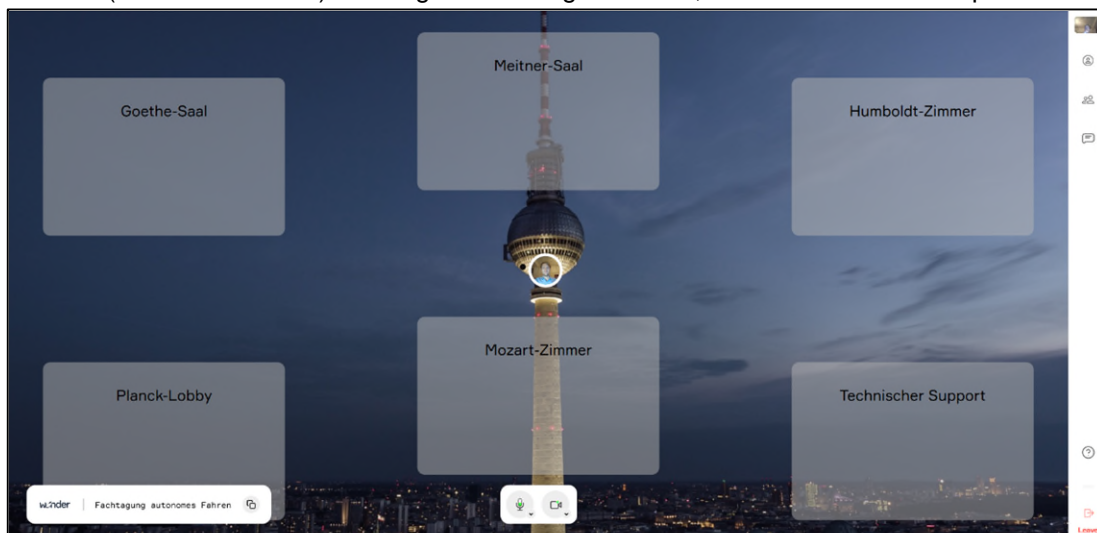 Meitner-Saal
Goethe-Saal
Humboldt-Zimmer
Mozart-Zimmer
Planck-Lobby
Technischer Support
wonder | Fachtagung autonomes Fahren
Leave